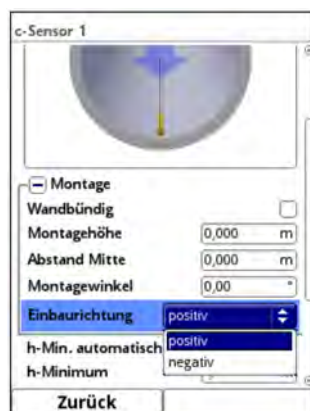 c-Sensor 1
Montage
Wandbündig
Montagehöhe 0,000 m
Abstand Mitte 0,000 m
Montagewinkel 0,00 °
Einbaurichtung positiv
positiv
negativ
h-Min. automatisch
h-Minimum
Zurück